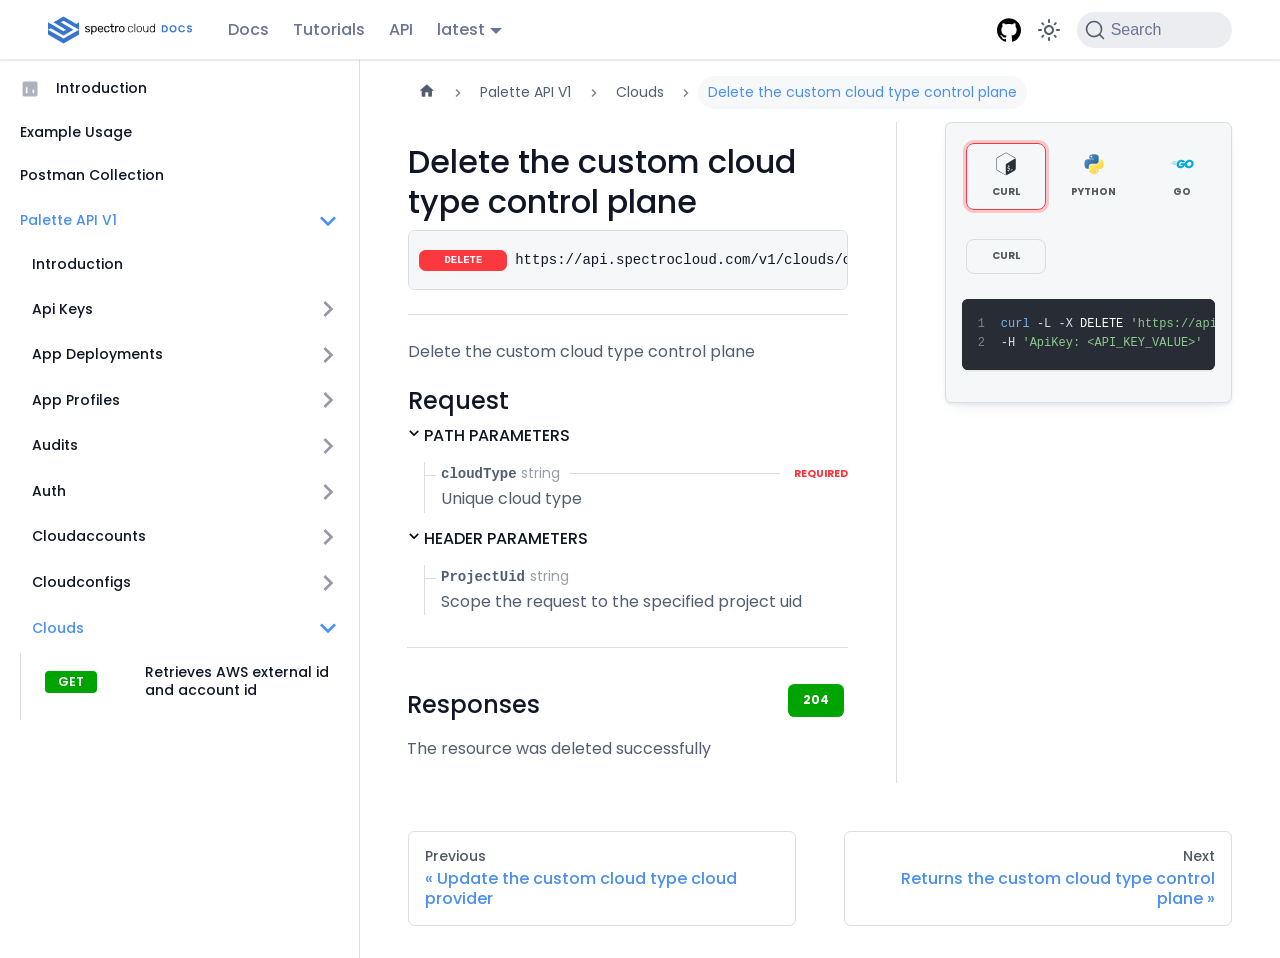 spectro cloud DOCS
Docs
Tutorials
API
latest
Search
Introduction
Example Usage
Postman Collection
Palette API V1
Introduction
Api Keys
App Deployments
App Profiles
Audits
Auth
Cloudaccounts
Cloudconfigs
Clouds
GET
Retrieves AWS external id
and account id
Palette API V1
Clouds
Delete the custom cloud type control plane
Delete the custom cloud
type control plane
DELETE
https://api.spectrocloud.com/v1/clouds/
Delete the custom cloud type control plane
Request
PATH PARAMETERS
cloudType string
REQUIRED
Unique cloud type
HEADER PARAMETERS
ProjectUid string
Scope the request to the specified project uid
Responses
204
The resource was deleted successfully
CURL
PYTHON
GO
GO
CURL
1 curl -L -X DELETE 'https://api
2 -H 'ApiKey: <API_KEY_VALUE>'
Previous
« Update the custom cloud type cloud
provider
Next
Returns the custom cloud type control
plane »